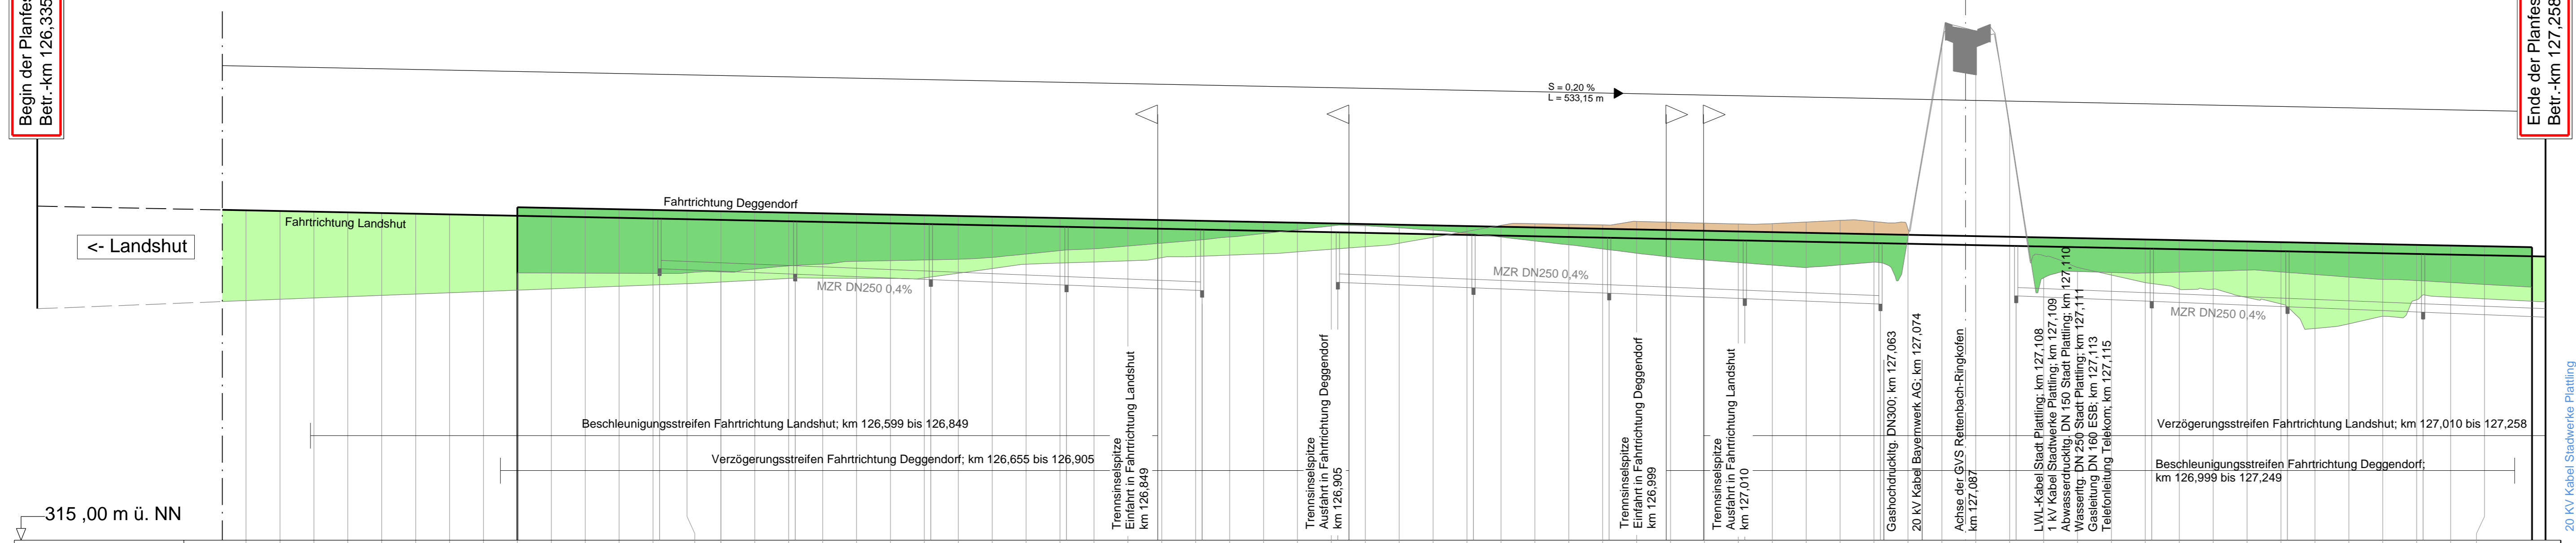 Begin der Planfes
Betr.-km 126,335
<- Landshut
315 ,00 m ü. NN
Fahrtrichtung Landshut
Fahrtrichtung Deggendorf
MZR DN250 0,4%
Beschleunigungsstreifen Fahrtrichtung Landshut; km 126,599 bis 126,849
Verzögerungsstreifen Fahrtrichtung Deggendorf; km 126,655 bis 126,905
Trenninselspitze
Einfahrt in Fahrtrichtung Landshut
km 126,849
Trenninselspitze
Ausfahrt in Fahrtrichtung Deggendorf
km 126,905
S = 0,20 %
L = 533,15 m
MZR DN250 0,4%
Trenninselspitze
Einfahrt in Fahrtrichtung Deggendorf
km 126,999
Trenninselspitze
Ausfahrt in Fahrtrichtung Landshut
km 127,010
Gashochdruckltg. DN300; km 127,063
20 KV Kabel Bayernwerk AG; km 127,074
Achse der GVS Rettenbach-Ringkofen
km 127,087
LWL-Kabel Stadt Plattling; km 127,108
1 KV Kabel Stadtwerke Plattling; km 127,109
Abwasserdruckltg. DN 150 Stadt Plattling; km 127,110
Wasserltg. DN 250 Stadt Plattling; km 127,111
Gasleitung DN 160 ESB; km 127,113
Telefonleitung Telekom; km 127,115
MZR DN250 0,4%
Verzögerungsstreifen Fahrtrichtung Landshut; km 127,010 bis 127,258
Beschleunigungsstreifen Fahrtrichtung Deggendorf;
km 126,999 bis 127,249
Ende der Planfes
Betr.-km 127,258
20 KV Kabel Stadwerke Plattling